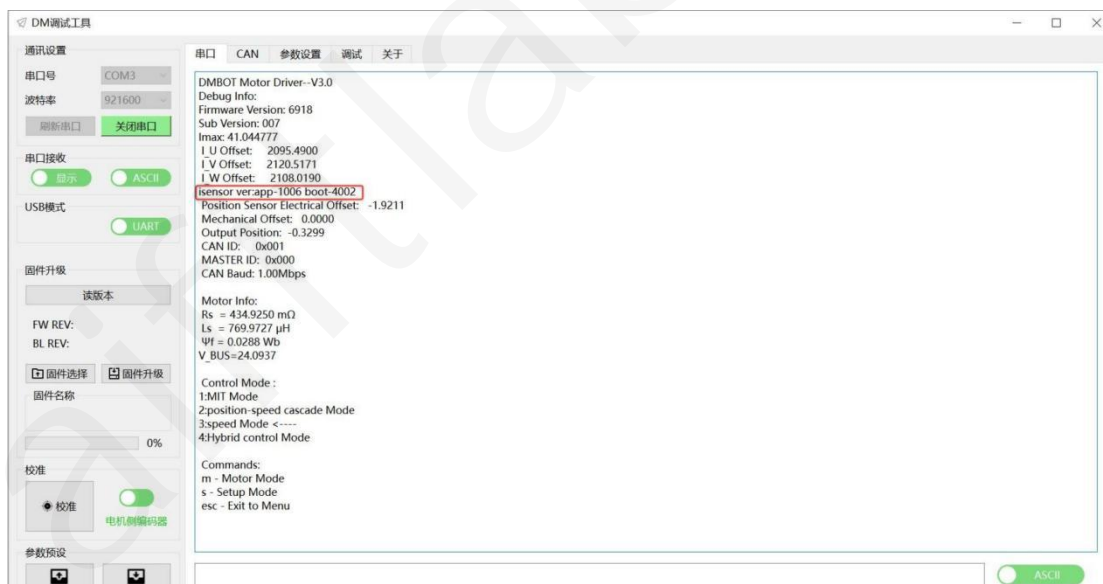 DM调试工具
通讯设置
串口号 COM3
波特率 921600
刷新串口 关闭串口
串口接收
显示 ASCII
USB模式
UART
固件升级
读版本
FW REV:
BL REV:
固件选择 固件升级
固件名称
0%
校准
校准
电机侧编码器
参数预设
串口 CAN 参数设置 调试 关于
DMBOT Motor Driver--V3.0
Debug Info:
Firmware Version: 6918
Sub Version: 007
Imax: 41.044777
I_U Offset: 2095.4900
I_V Offset: 2120.5171
I_W Offset: 2108.0190
isensor ver:app-1006 boot-4002
Position Sensor Electrical Offset: -1.9211
Mechanical Offset: 0.0000
Output Position: -0.3299
CAN ID: 0x001
MASTER ID: 0x000
CAN Baud: 1.00Mbps
Motor Info:
Rs = 434.9250 mΩ
Ls = 769.9727 μH
Ψf = 0.0288 Wb
V_BUS=24.0937
Control Mode :
1:MIT Mode
2:position-speed cascade Mode
3:speed Mode <----
4:Hybrid control Mode
Commands:
m - Motor Mode
s - Setup Mode
esc - Exit to Menu
ASCII